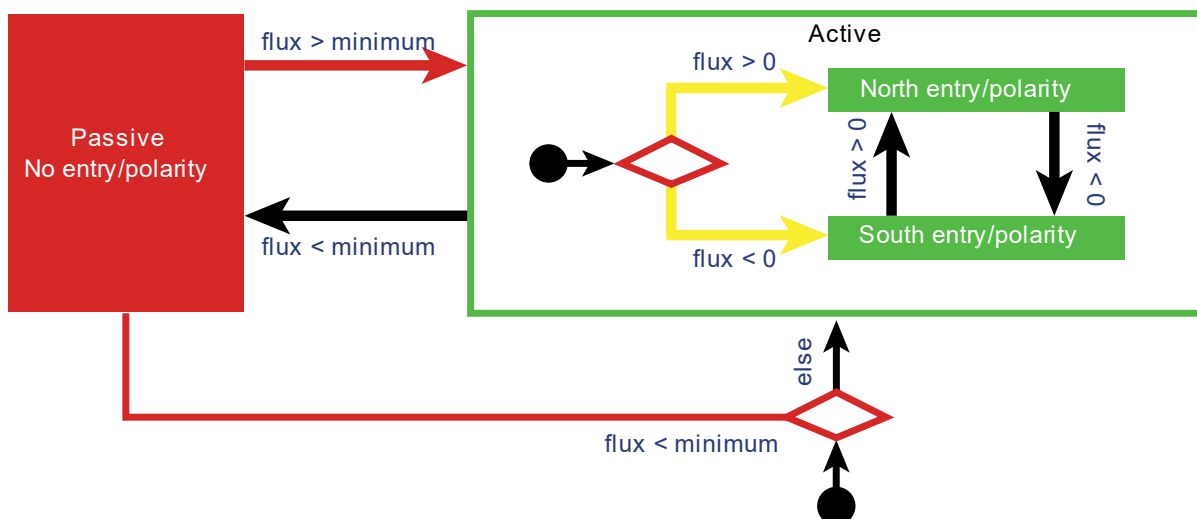 Active
flux > minimum
flux > 0
North entry/polarity
Passive
No entry/polarity
flux > 0
flux < 0
South entry/polarity
flux < minimum
flux < 0
else
flux < minimum